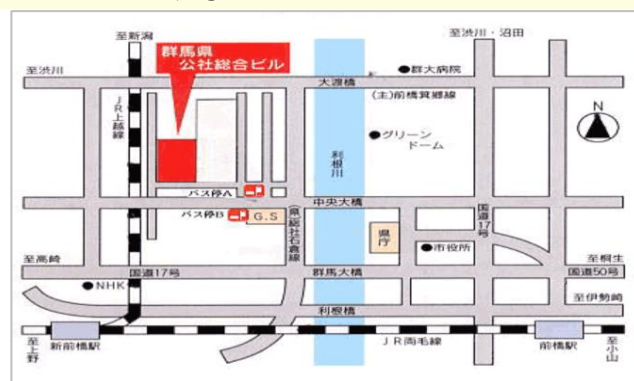 至新潟
至渋川・沼田
群馬県
公社総合ビル
至渋川
大渡橋
群大病院
(主)前橋箕郷線
N
JR上越線
グリーン
ドーム
利根川
バス停A
バス停B
G.S
中央大橋
(県)総社石倉線
国道17号
県庁
市役所
至高崎
国道17号
群馬大橋
至桐生
国道50号
NHK
至伊勢崎
利根橋
至上野
新前橋駅
JR両毛線
前橋駅
至小山